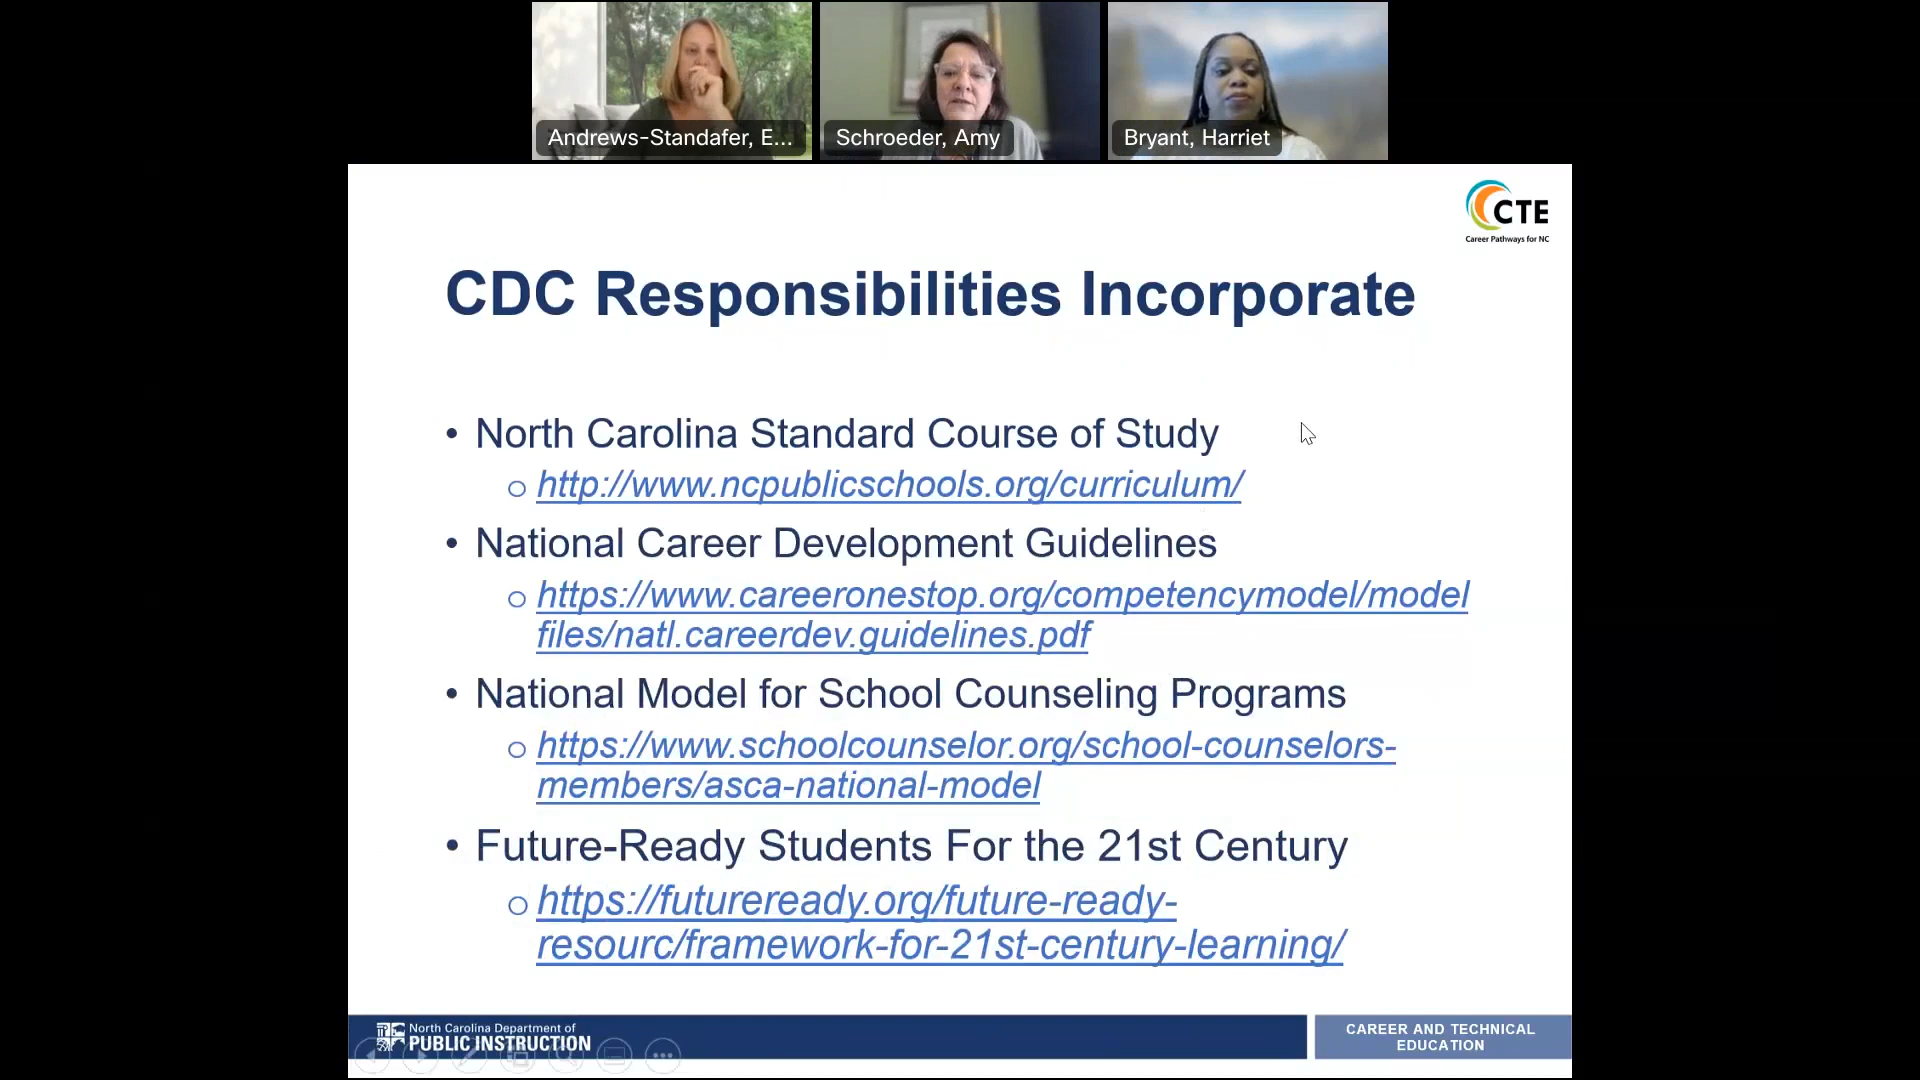 Andrews-Standafer, E...
Schroeder, Amy
Bryant, Harriet
CTE
Career Pathways for NC
CDC Responsibilities Incorporate
• North Carolina Standard Course of Study
o http://www.ncpublicschools.org/curriculum/
• National Career Development Guidelines
o https://www.careeronestop.org/competencymodel/model
files/natl.careerdev.guidelines.pdf
• National Model for School Counseling Programs
o https://www.schoolcounselor.org/school-counselors-
members/asca-national-model
• Future-Ready Students For the 21st Century
o https://futureready.org/future-ready-
resourc/framework-for-21st-century-learning/
North Carolina Department of
PUBLIC INSTRUCTION
CAREER AND TECHNICAL
EDUCATION